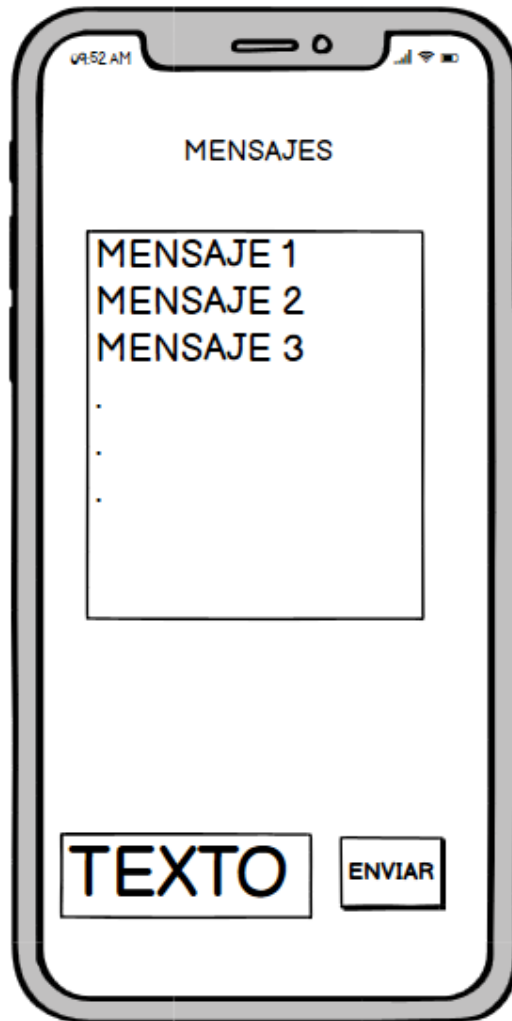 09:52 AM
MENSAJES
MENSAJE 1
MENSAJE 2
MENSAJE 3
.
.
.
TEXTO
ENVIAR